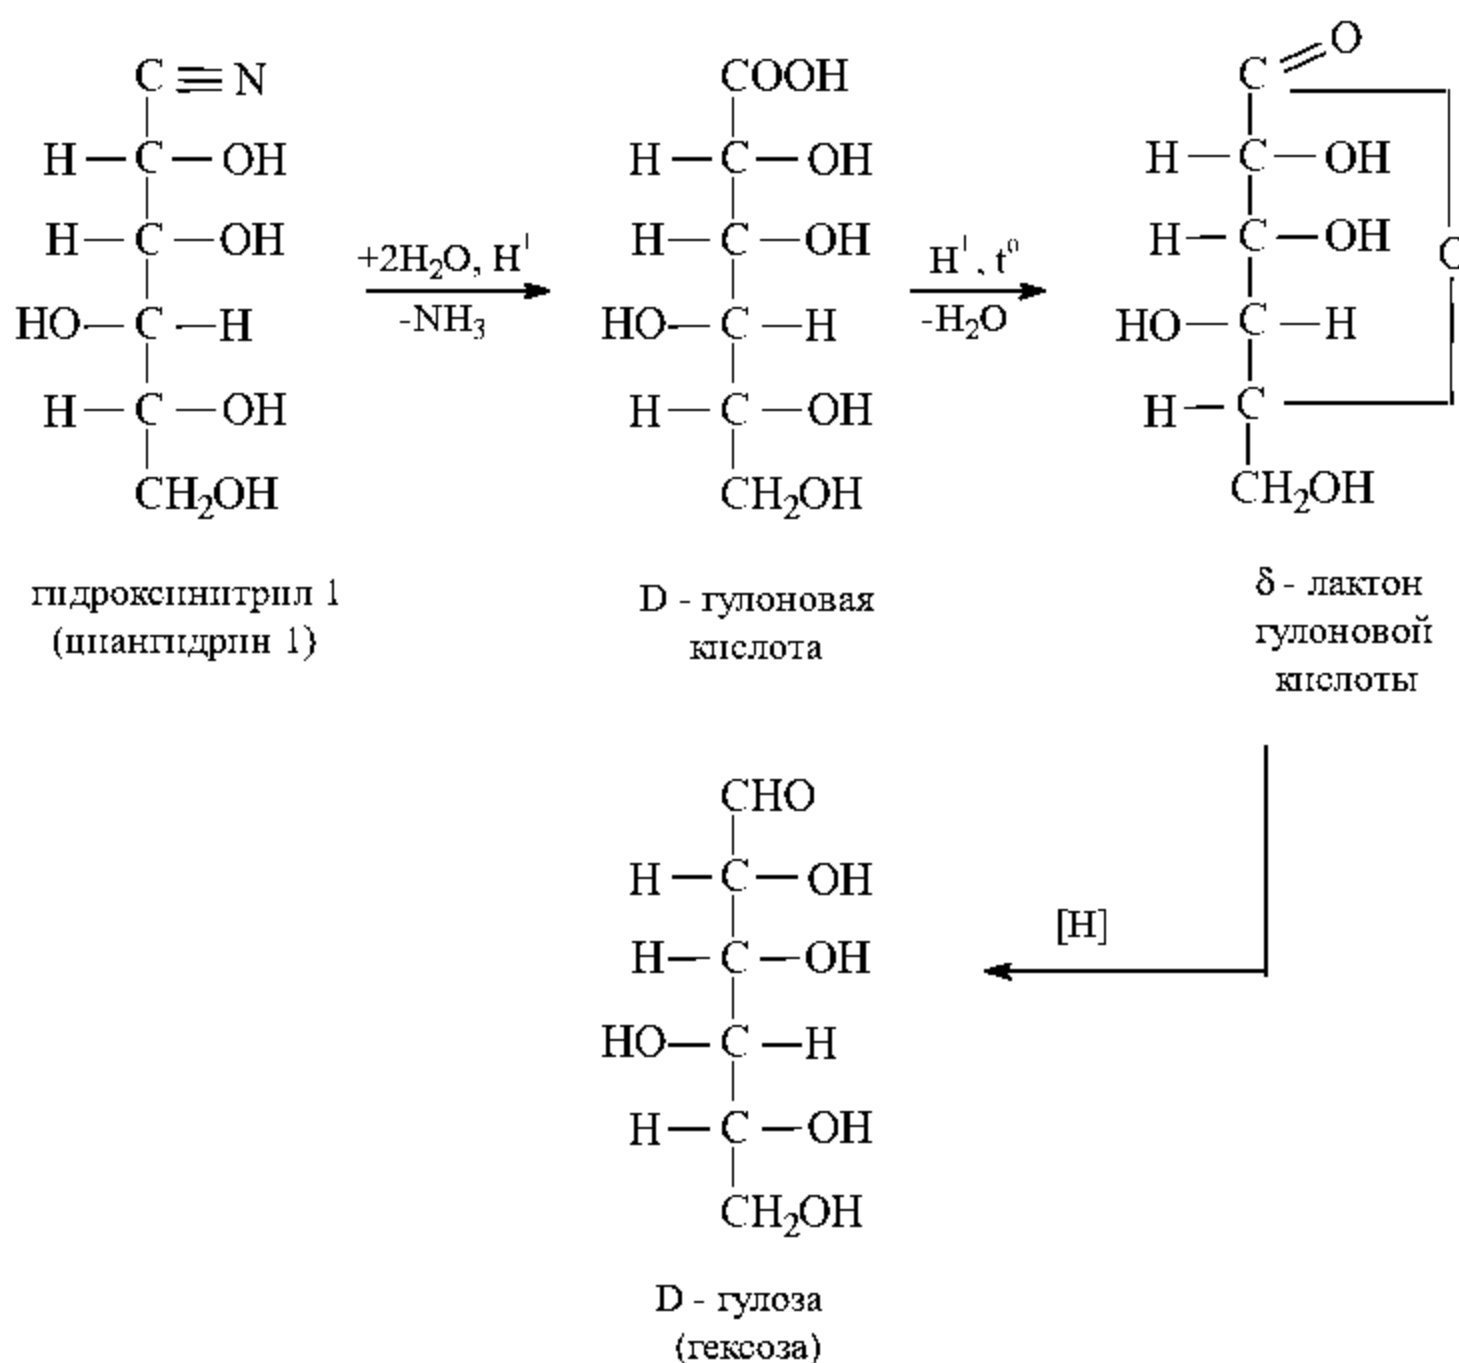 C≡N
H—C—OH
H—C—OH
HO—C—H
H—C—OH
CH₂OH
гидроксинитрил 1
(циангидрин 1)
+2H₂O, H⁺
-NH₃
COOH
H—C—OH
H—C—OH
HO—C—H
H—C—OH
CH₂OH
D - гулоновая
кислота
H⁺, t⁰
-H₂O
C=O
H—C—OH
H—C—OH
O
HO—C—H
H—C
CH₂OH
δ - лактон
гулоновой
кислоты
[H]
CHO
H—C—OH
H—C—OH
HO—C—H
H—C—OH
CH₂OH
D - гулоза
(гексоза)